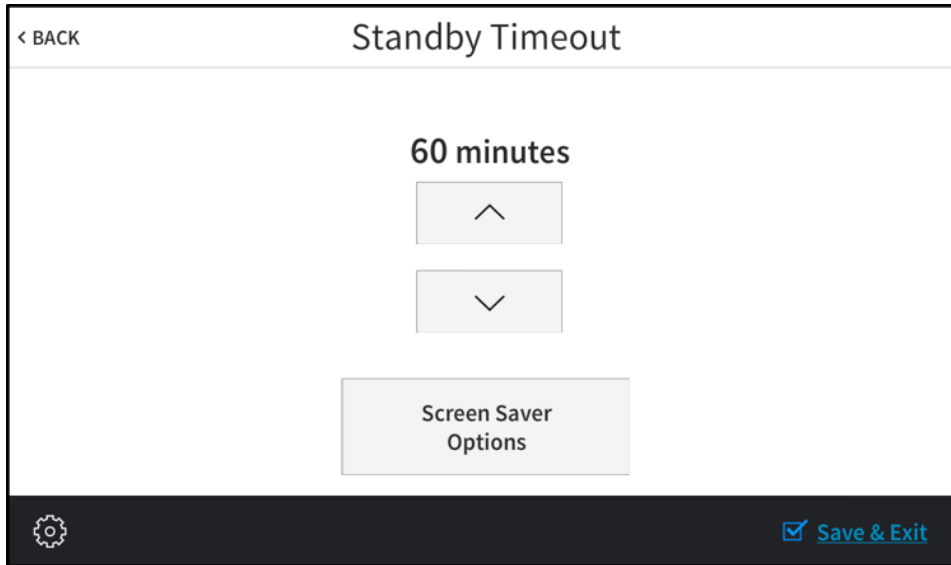 < BACK
Standby Timeout
60 minutes
Screen Saver
Options
Save & Exit